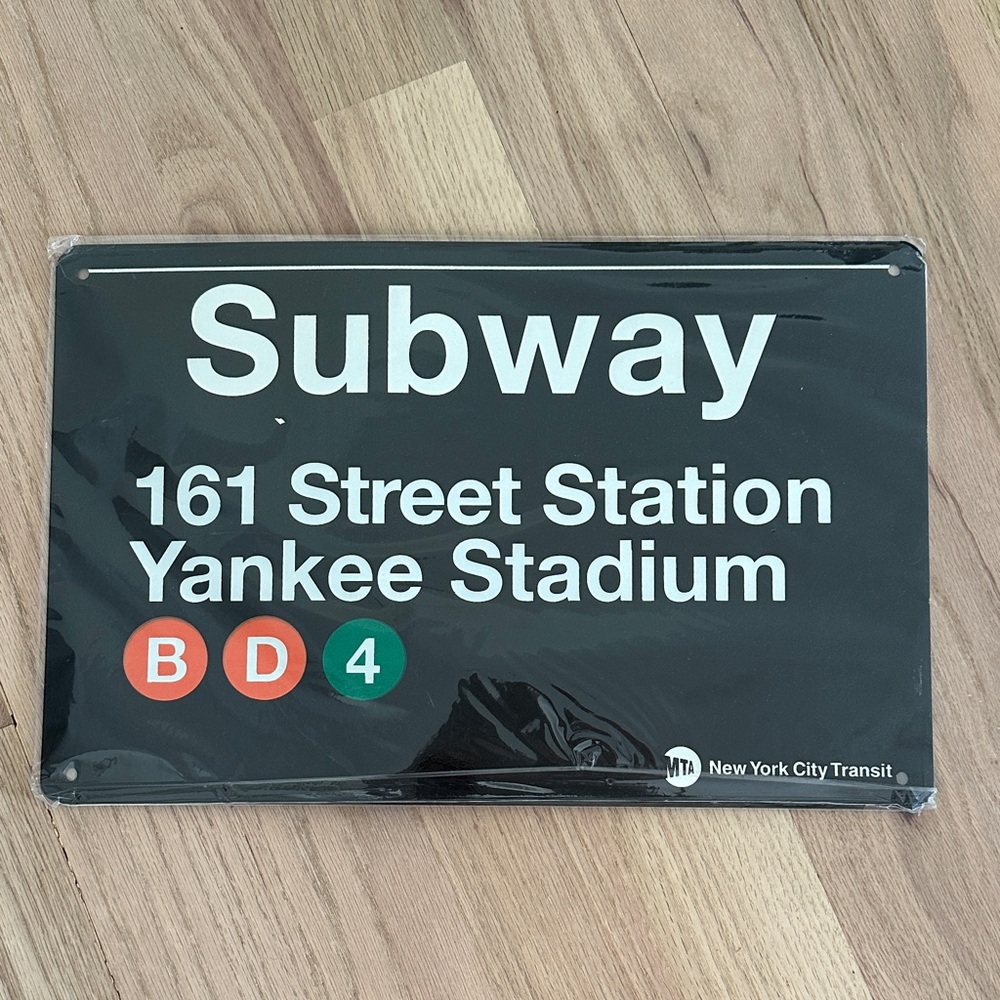 Subway
161 Street Station
Yankee Stadium
B D 4
MTA New York City Transit